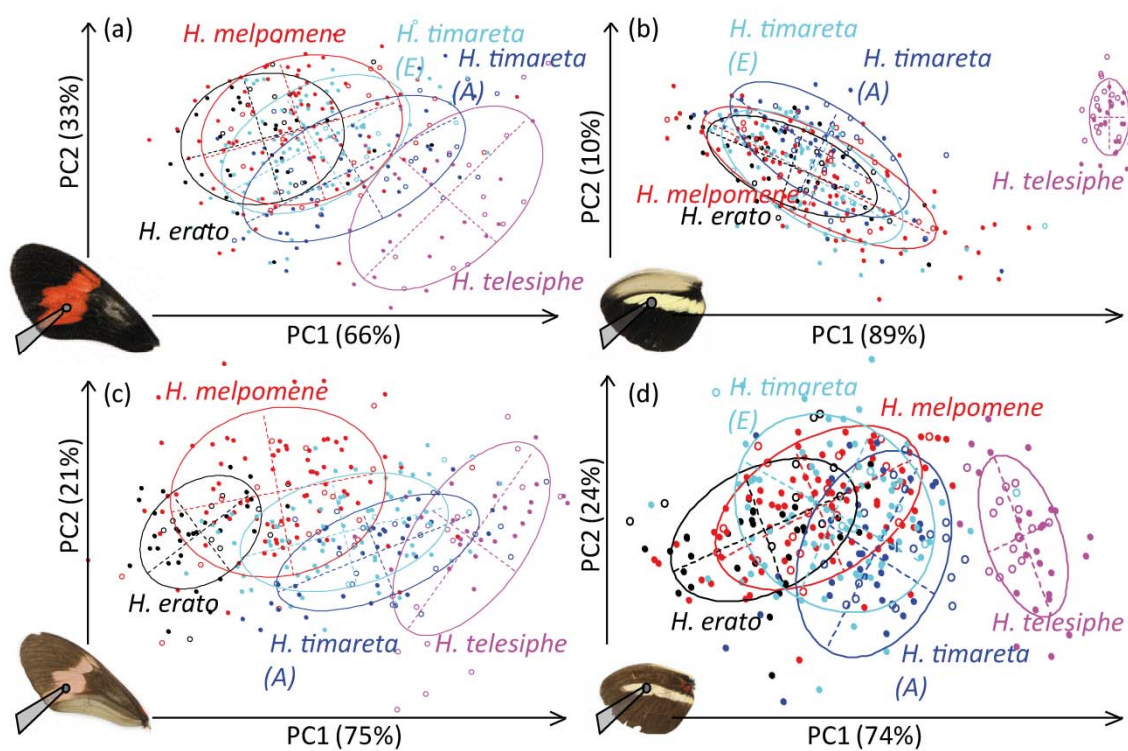 (a)
H. melpomene
H. timareta
(E)
H. timareta
(A)
H. erato
H. telesiphe
PC2 (33%)
PC1 (66%)
(b)
H. timareta
(E)
H. timareta
(A)
H. melpomene
H. erato
H. telesiphe
PC2 (10%)
PC1 (89%)
(c)
H. melpomene
H. erato
H. timareta
(A)
H. telesiphe
PC2 (21%)
PC1 (75%)
(d)
H. timareta
(E)
H. melpomene
H. erato
H. timareta
(A)
H. telesiphe
PC2 (24%)
PC1 (74%)